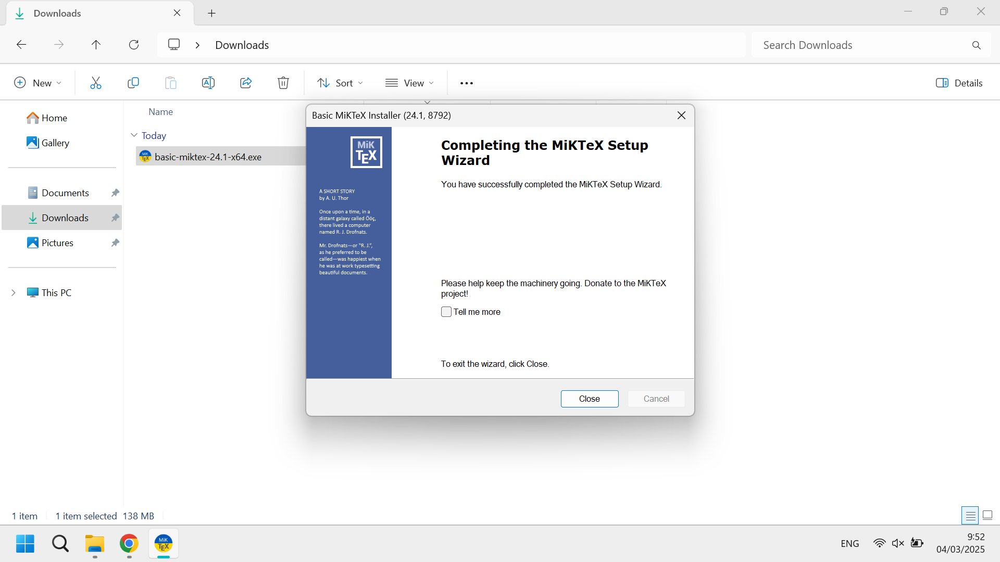 Downloads
Downloads
Search Downloads
New
Sort
View
Details
Home
Gallery
Documents
Downloads
Pictures
This PC
Name
Today
basic-miktex-24.1-x64.exe
Basic MiKTeX Installer (24.1, 8792)
MiK
TEX
A SHORT STORY
by A. U. Thor
Once upon a time, in a
distant galaxy called Ööç,
there lived a computer
named R. J. Drofnats.
Mr. Drofnats—or “R. J.”,
as he preferred to be
called—was happiest when
he was at work typesetting
beautiful documents.
Completing the MiKTeX Setup
Wizard
You have successfully completed the MiKTeX Setup Wizard.
Please help keep the machinery going. Donate to the MiKTeX
project!
Tell me more
To exit the wizard, click Close.
Close
Cancel
1 item
1 item selected 138 MB
MiK
TEX
ENG
9:52
04/03/2025